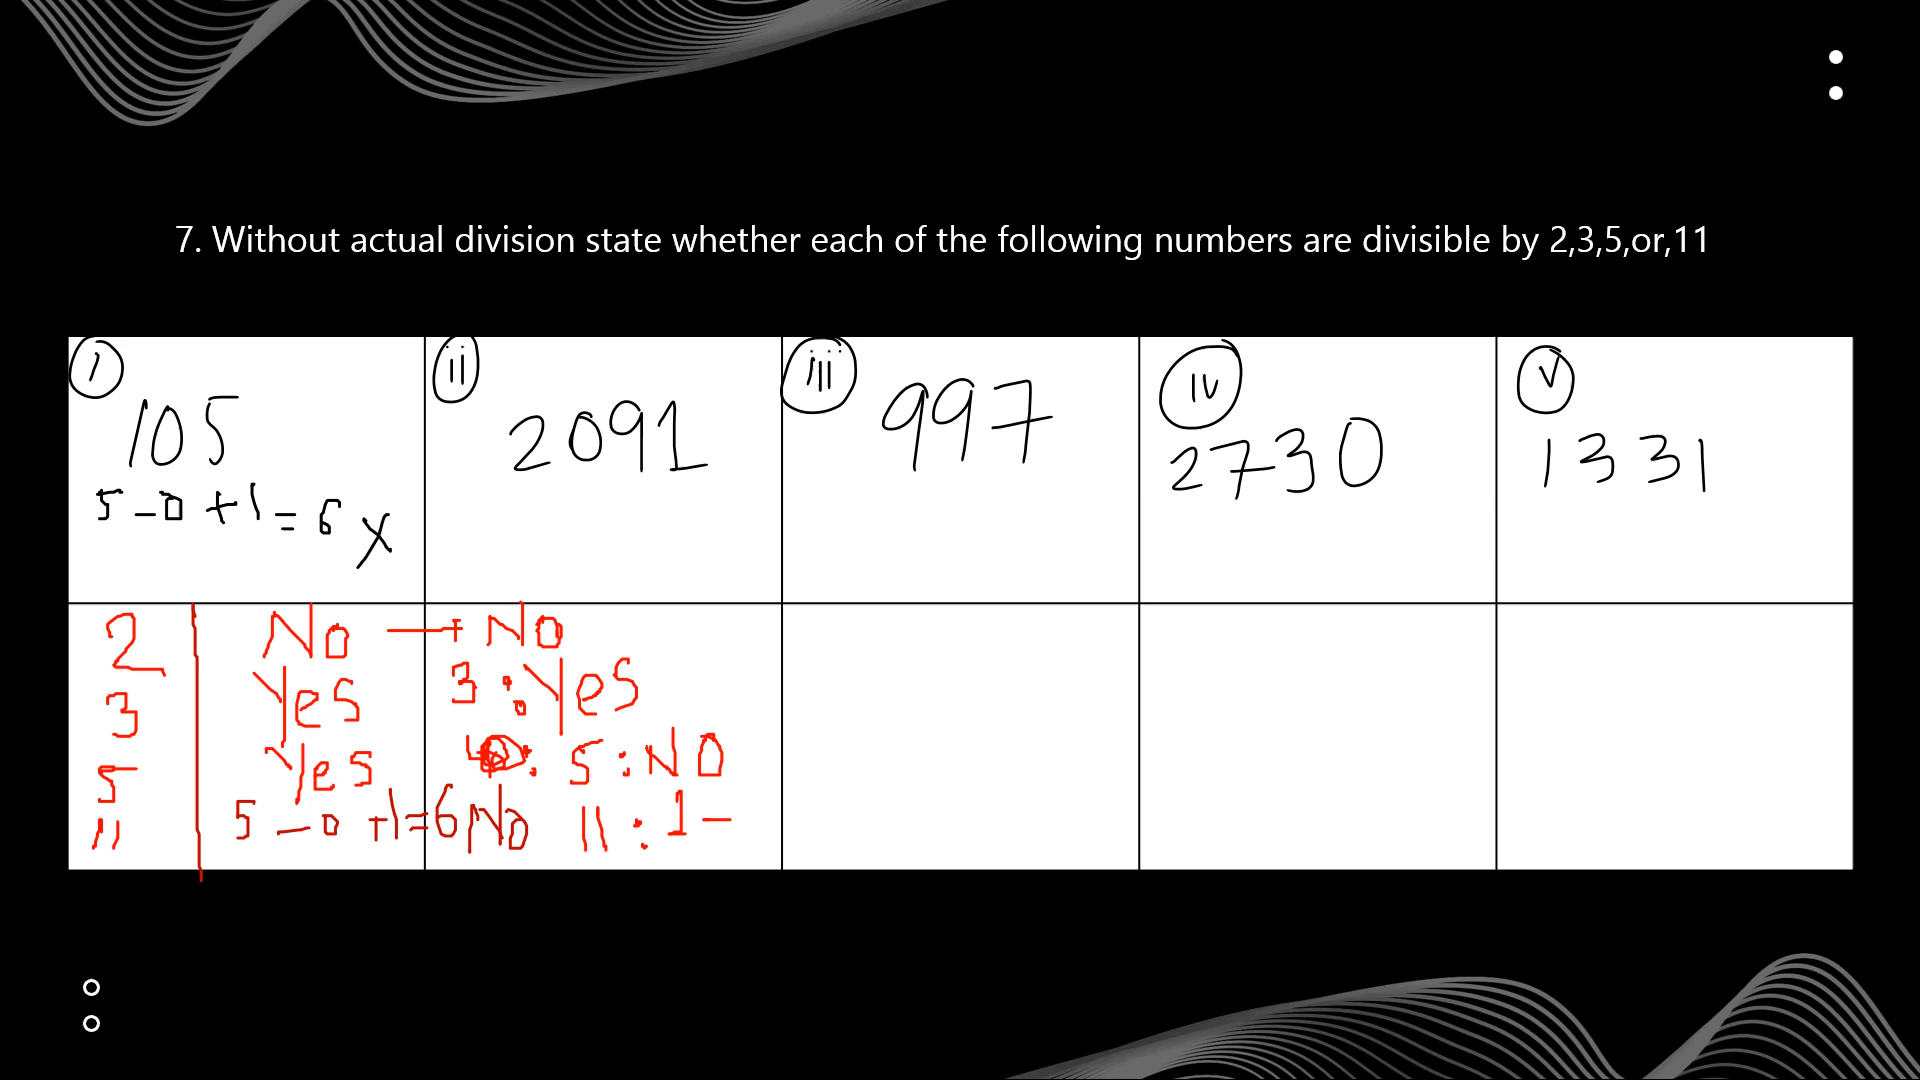 7. Without actual division state whether each of the following numbers are divisible by 2,3,5,or,11
i
105
5 - 0 + 1 = 6 X
ii
2091
iii
997
iv
2730
v
1331
2 No
3 Yes
5 Yes
11 5 - 0 + 1 = 6 No
No
3 : Yes
5 : NO
11 : 1 -